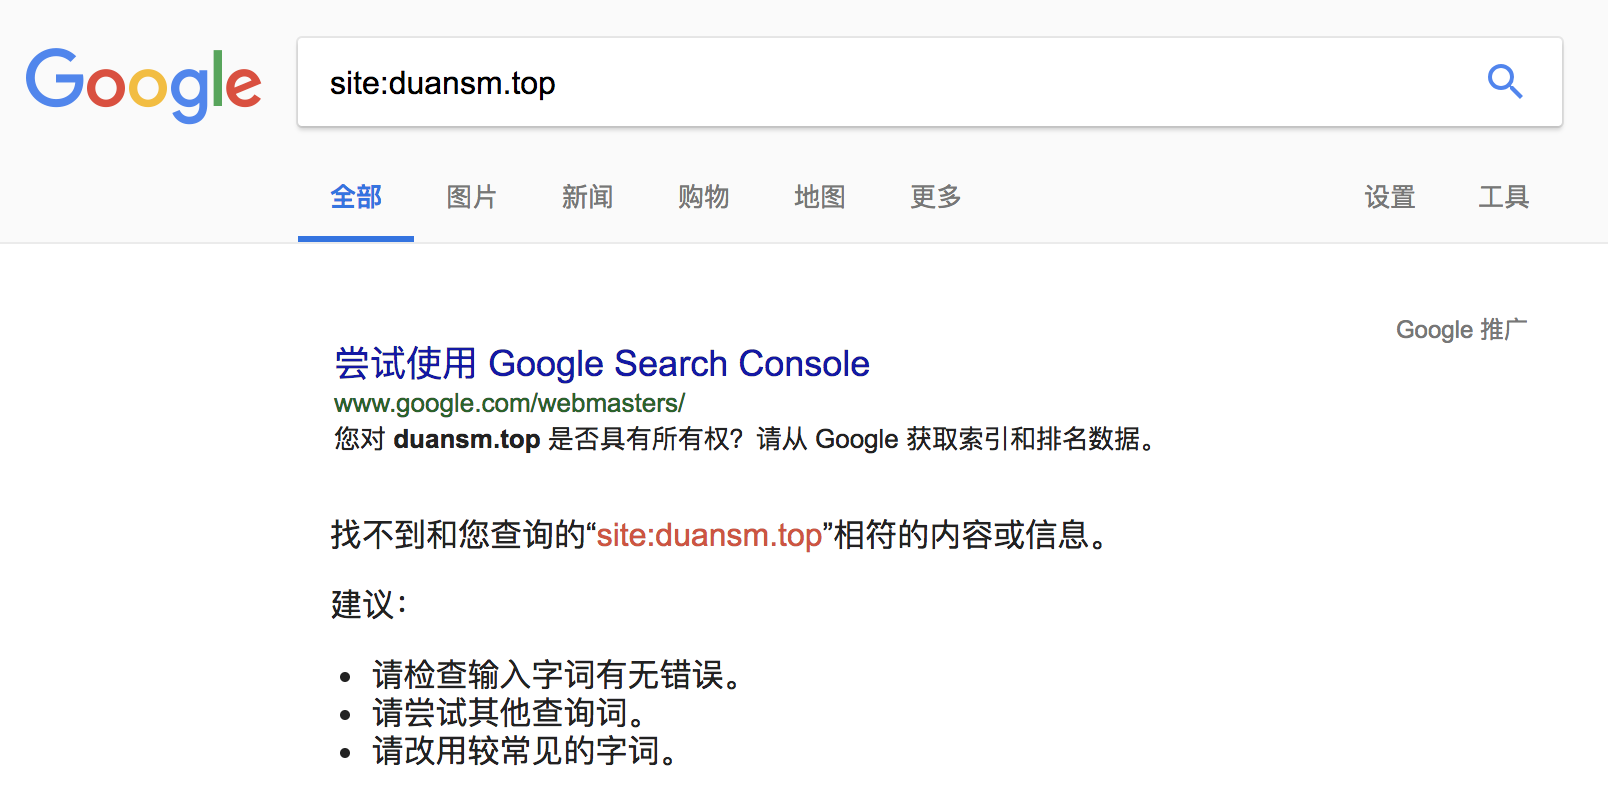 Google
site:duansm.top
全部 图片 新闻 购物 地图 更多 设置 工具
Google 推广
尝试使用 Google Search Console
www.google.com/webmasters/
您对 duansm.top 是否具有所有权？请从 Google 获取索引和排名数据。
找不到和您查询的“site:duansm.top”相符的内容或信息。
建议：
请检查输入字词有无错误。
请尝试其他查询词。
请改用较常见的字词。